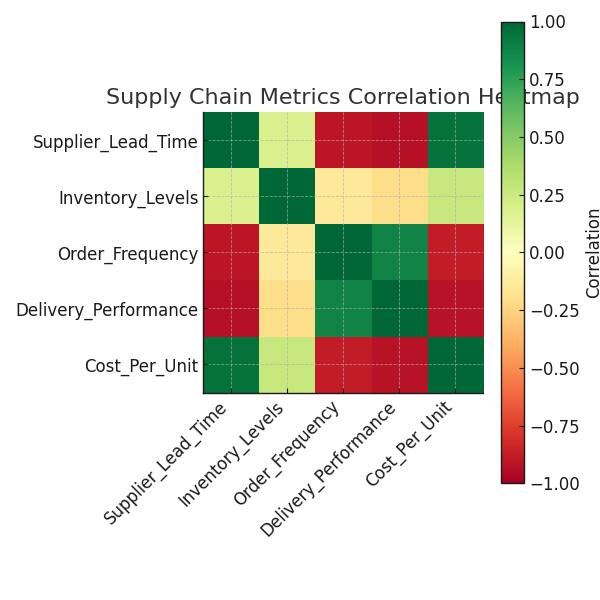 Supply Chain Metrics Correlation Heatmap
Supplier_Lead_Time
Inventory_Levels
Order_Frequency
Delivery_Performance
Cost_Per_Unit
Supplier_Lead_Time
Inventory_Levels
Order_Frequency
Delivery_Performance
Cost_Per_Unit
1.00
0.75
0.50
0.25
0.00
−0.25
−0.50
−0.75
−1.00
Correlation